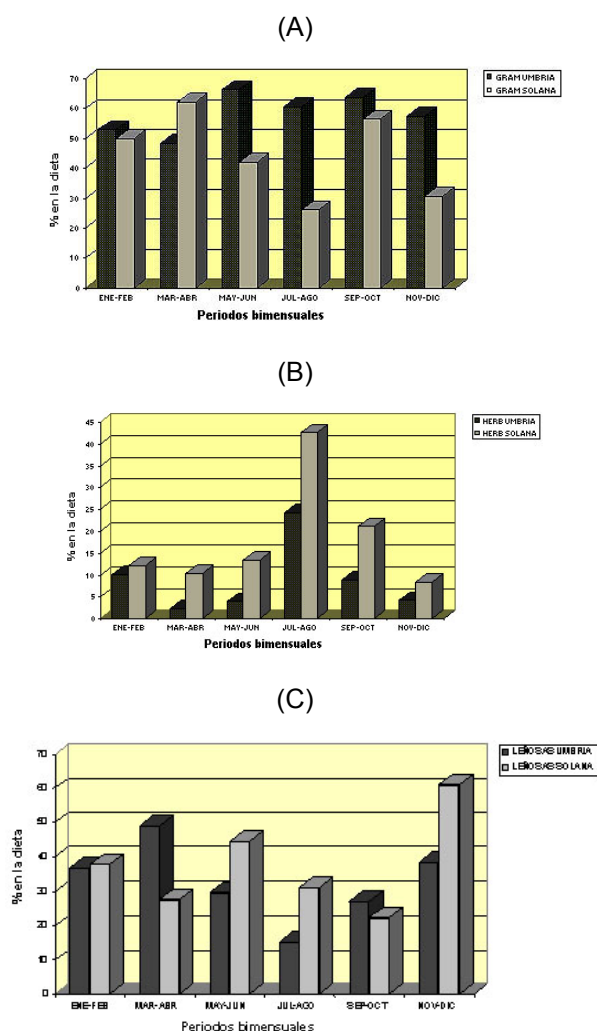 (A)
GRAM UMBRIA
GRAM SOLANA
70
60
50
40
30
20
10
0
% en la dieta
ENE-FEB MAR-ABR MAY-JUN JUL-AGO SEP-OCT NOV-DIC
Periodos bimensuales
(B)
HERB UMBRIA
HERB SOLANA
45
40
35
30
25
20
15
10
5
0
% en la dieta
ENE-FEB MAR-ABR MAY-JUN JUL-AGO SEP-OCT NOV-DIC
Periodos bimensuales
(C)
LEÑOSAS UMBRIA
LEÑOSAS SOLANA
70
60
50
40
30
20
10
0
% en la dieta
ENE-FEB MAR-ABR MAY-JUN JUL-AGO SEP-OCT NOV-DIC
Periodos bimensuales